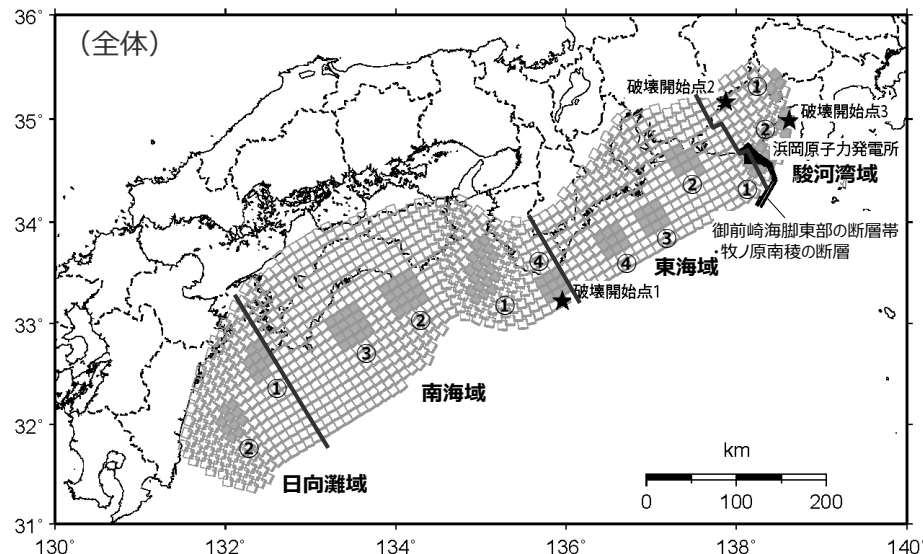 36°
(全体)
破壊開始点2
①
35°
②
破壊開始点3
浜岡原子力発電所
②
①
駿河湾域
34°
御前崎海脚東部の断層帯
・牧ノ原南稜の断層
③
④
④
東海域
破壊開始点1
①
33°
②
③
①
南海域
32°
②
日向灘域
km
0 100 200
31°
130 132 134 136 138 140